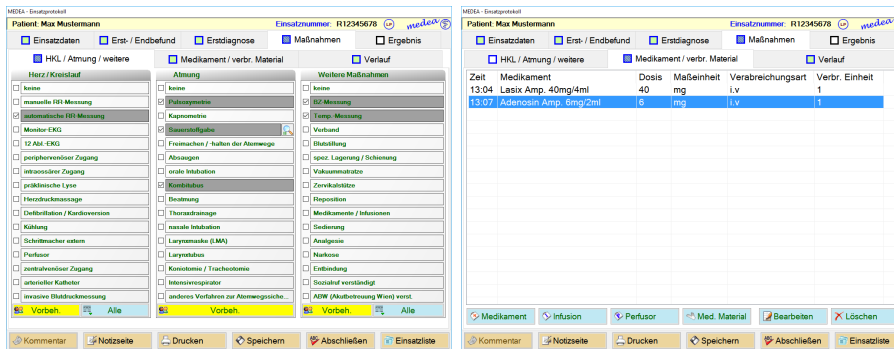 MEDEA - Einsatzprotokoll
Patient: Max Mustermann Einsatznummer: R12345678 medea
Einsatzdaten Erst- / Endbefund Erstdiagnose Maßnahmen Ergebnis
HKL / Atmung / weitere Medikament / verbr. Material Verlauf
Herz / Kreislauf
keine
manuelle RR-Messung
automatische RR-Messung
Monitor-EKG
12 Abl.-EKG
periphervenöser Zugang
intraossärer Zugang
präklinische Lyse
Herzdruckmassage
Defibrillation / Kardioversion
Kühlung
Schrittmacher extern
Perfusor
zentralvenöser Zugang
arterieller Katheter
invasive Blutdruckmessung
Vorbeh. Alle
Atmung
keine
Pulsoxymetrie
Kapnometrie
Sauerstoffgabe
Freimachen / -halten der Atemwege
Absaugen
orale Intubation
Kombitubus
Beatmung
Thoraxdrainage
nasale Intubation
Larynxmaske (LMA)
Larynxtubus
Koniotomie / Tracheotomie
Intensivrespirator
anderes Verfahren zur Atemwegssiche...
Vorbeh.
Weitere Maßnahmen
keine
BZ-Messung
Temp.-Messung
Verband
Blutstillung
spez. Lagerung / Schienung
Vakuummatratze
Zervikalstütze
Reposition
Medikamente / Infusionen
Sedierung
Analgesie
Narkose
Entbindung
Sozialruf verständigt
ABW (Akutbetreuung Wien) verst.
Vorbeh. Alle
Kommentar Notizseite Drucken Speichern Abschließen Einsatzliste
MEDEA - Einsatzprotokoll
Patient: Max Mustermann Einsatznummer: R12345678 medea
Einsatzdaten Erst- / Endbefund Erstdiagnose Maßnahmen Ergebnis
HKL / Atmung / weitere Medikament / verbr. Material Verlauf
Zeit Medikament Dosis Maßeinheit Verabreichungsart Verbr. Einheit
13:04 Lasix Amp. 40mg/4ml 40 mg i.v 1
13:07 Adenosin Amp. 6mg/2ml 6 mg i.v 1
Medikament Infusion Perfusor Med. Material Bearbeiten Löschen
Kommentar Notizseite Drucken Speichern Abschließen Einsatzliste